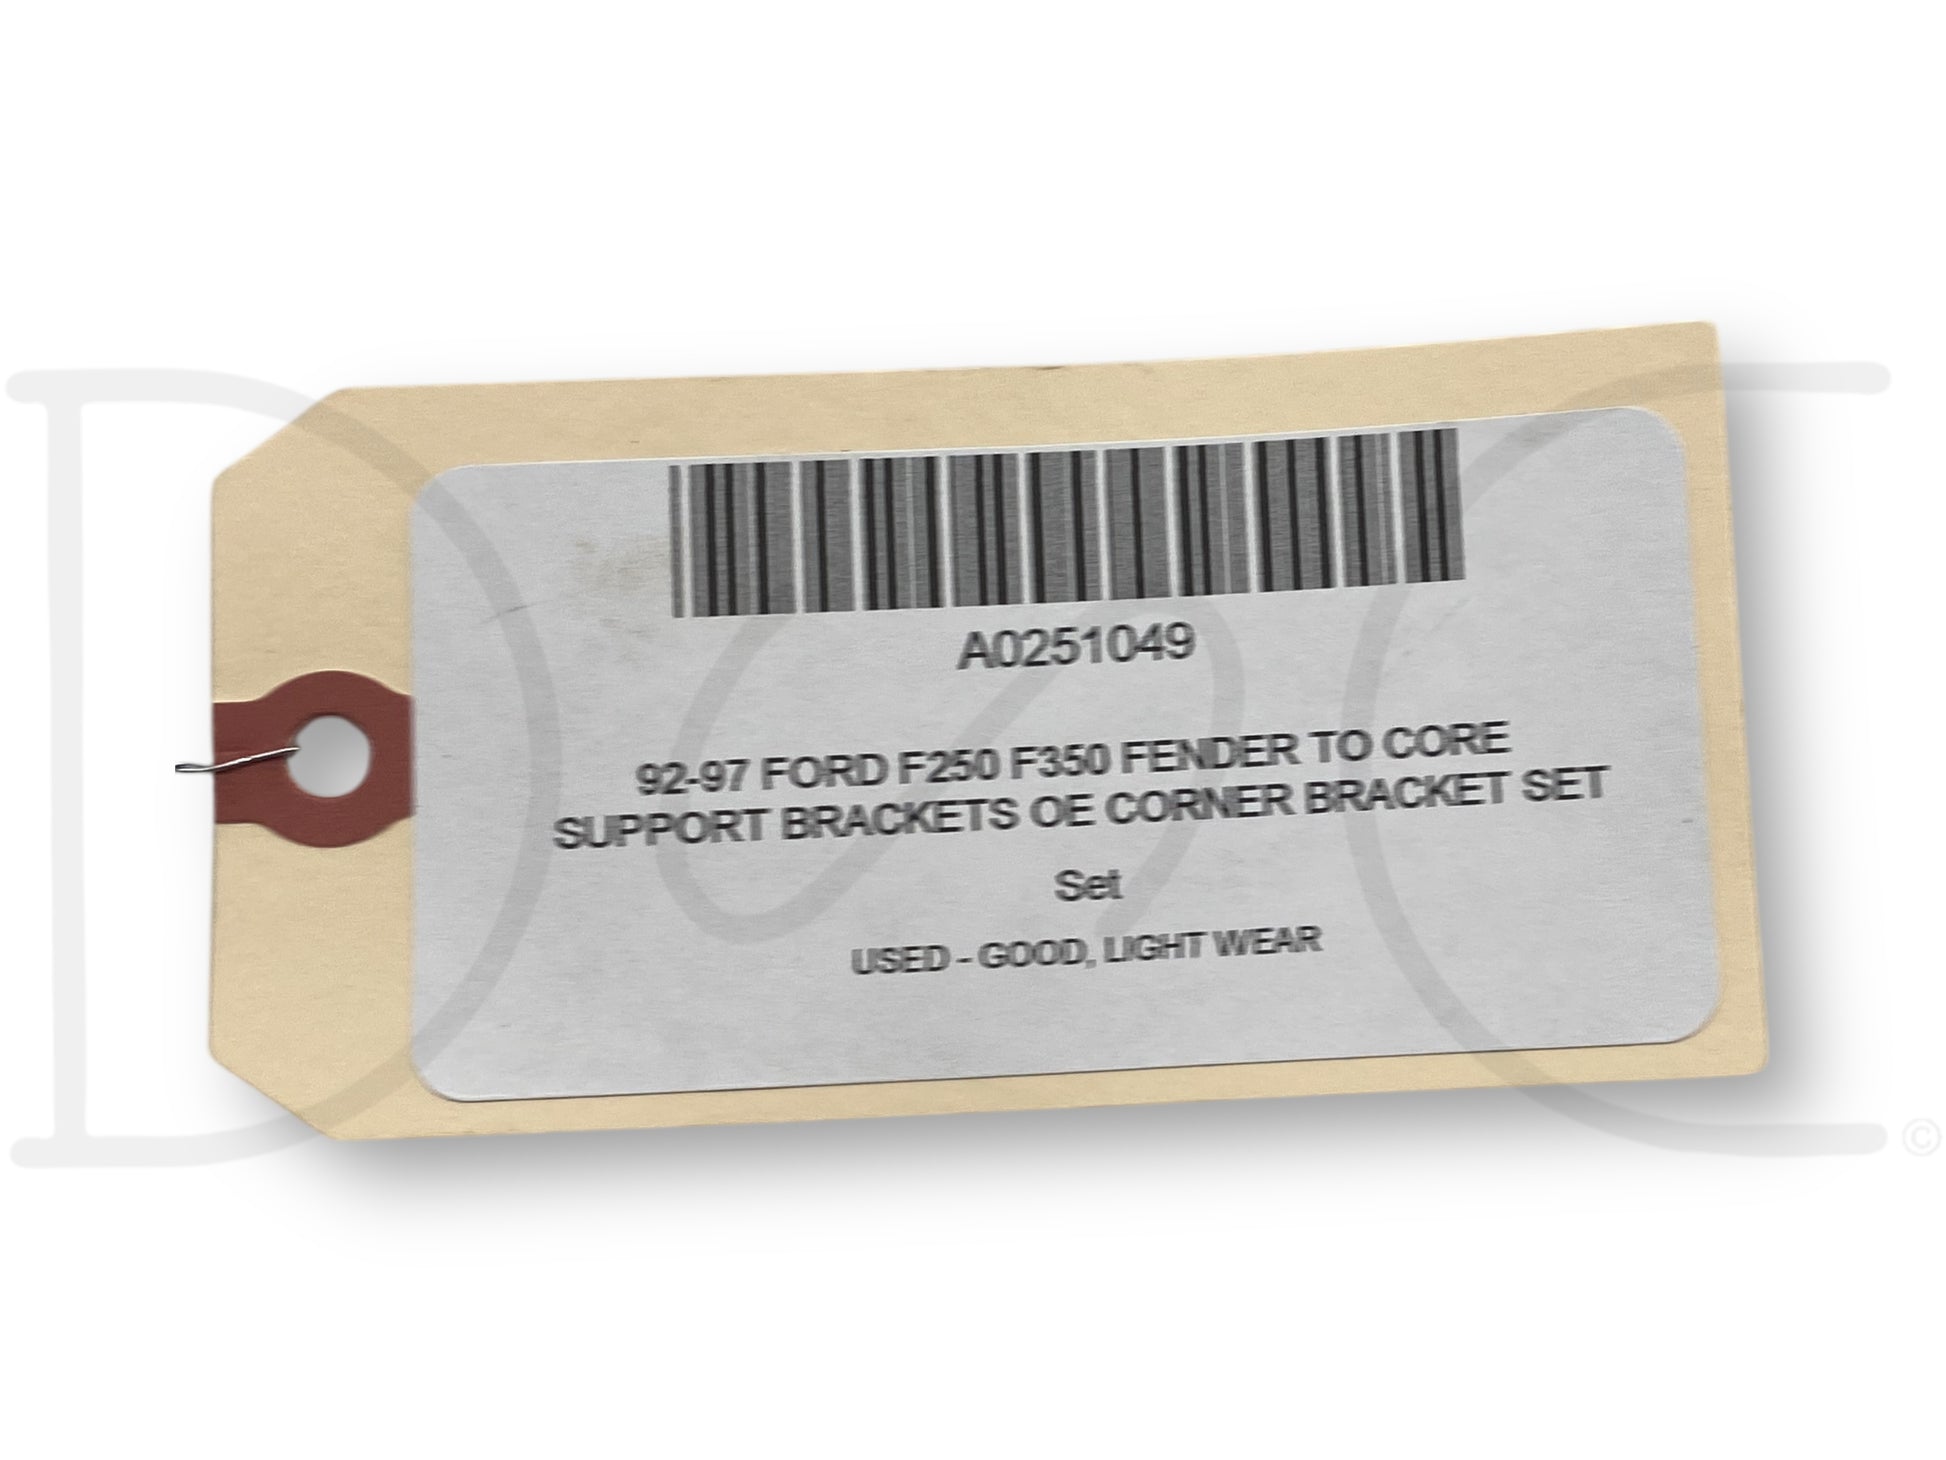 A0251049
92-97 FORD F250 F350 FENDER TO CORE
SUPPORT BRACKETS OE CORNER BRACKET SET
Set
USED - GOOD, LIGHT WEAR
©